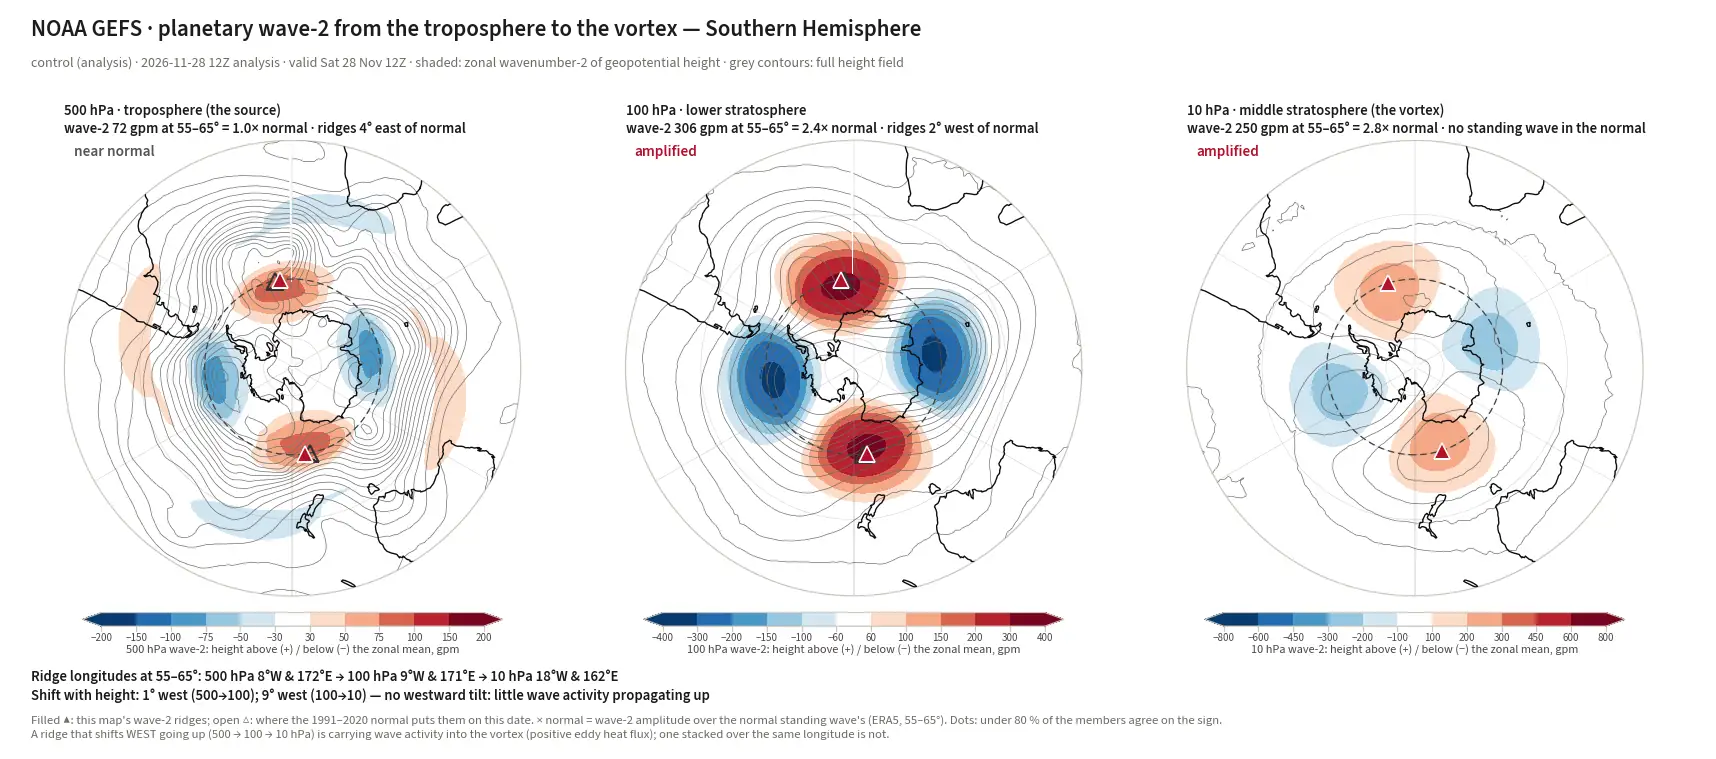 NOAA GEFS · planetary wave-2 from the troposphere to the vortex — Southern Hemisphere
control (analysis) · 2026-11-28 12Z analysis · valid Sat 28 Nov 12Z · shaded: zonal wavenumber-2 of geopotential height · grey contours: full height field
500 hPa · troposphere (the source)
wave-2 72 gpm at 55–65° = 1.0× normal · ridges 4° east of normal
near normal
100 hPa · lower stratosphere
wave-2 306 gpm at 55–65° = 2.4× normal · ridges 2° west of normal
amplified
10 hPa · middle stratosphere (the vortex)
wave-2 250 gpm at 55–65° = 2.8× normal · no standing wave in the normal
amplified
−200 −150 −100 −75 −50 −30 30 50 75 100 150 200
500 hPa wave-2: height above (+) / below (−) the zonal mean, gpm
−400 −300 −200 −150 −100 −60 60 100 150 200 300 400
100 hPa wave-2: height above (+) / below (−) the zonal mean, gpm
−800 −600 −450 −300 −200 −100 100 200 300 450 600 800
10 hPa wave-2: height above (+) / below (−) the zonal mean, gpm
Ridge longitudes at 55–65°: 500 hPa 8°W & 172°E → 100 hPa 9°W & 171°E → 10 hPa 18°W & 162°E
Shift with height: 1° west (500→100); 9° west (100→10) — no westward tilt: little wave activity propagating up
Filled ▲: this map's wave-2 ridges; open △: where the 1991–2020 normal puts them on this date. × normal = wave-2 amplitude over the normal standing wave's (ERA5, 55–65°). Dots: under 80 % of the members agree on the sign.
A ridge that shifts WEST going up (500 → 100 → 10 hPa) is carrying wave activity into the vortex (positive eddy heat flux); one stacked over the same longitude is not.